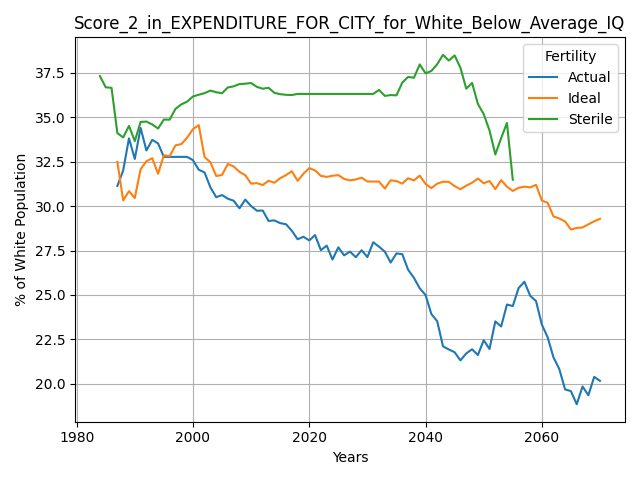 Score_2_in_EXPENDITURE_FOR_CITY_for_White_Below_Average_IQ
Fertility
Actual
Ideal
Sterile
% of White Population
37.5
35.0
32.5
30.0
27.5
25.0
22.5
20.0
1980
2000
2020
2040
2060
Years